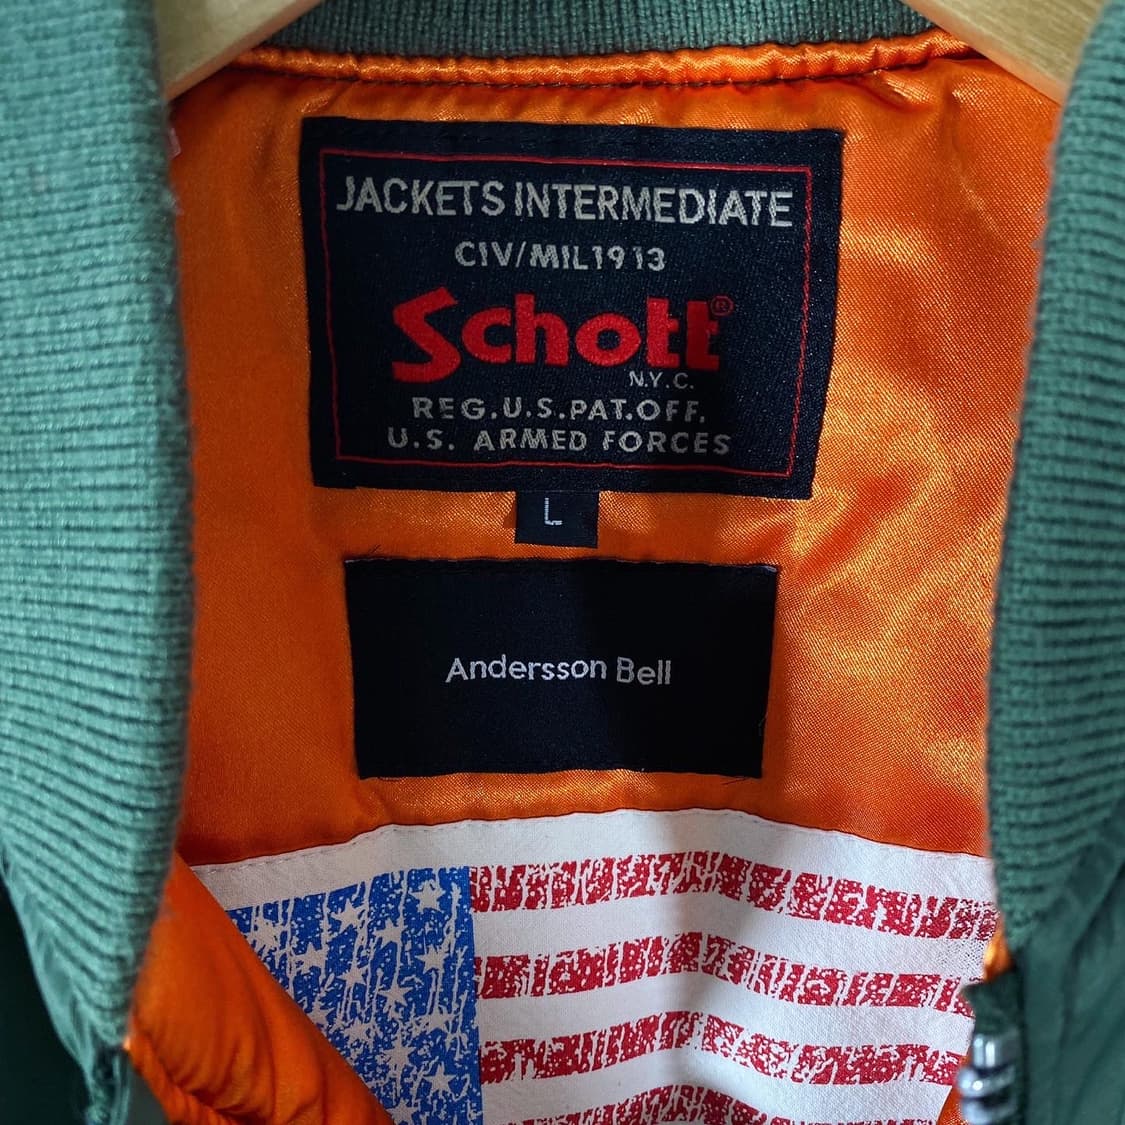 JACKETS INTERMEDIATE
CIV/MIL1913
Schott®
N.Y.C.
REG.U.S.PAT.OFF,
U.S. ARMED FORCES
L
Andersson Bell